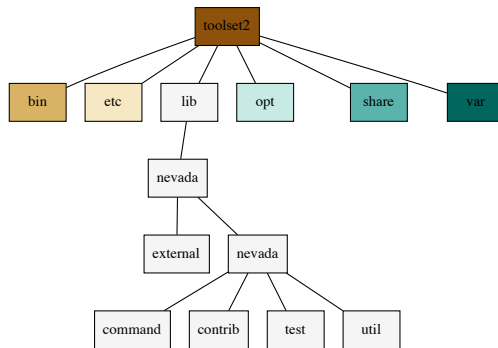 toolset2
bin etc lib opt share var
nevada
external nevada
command contrib test util